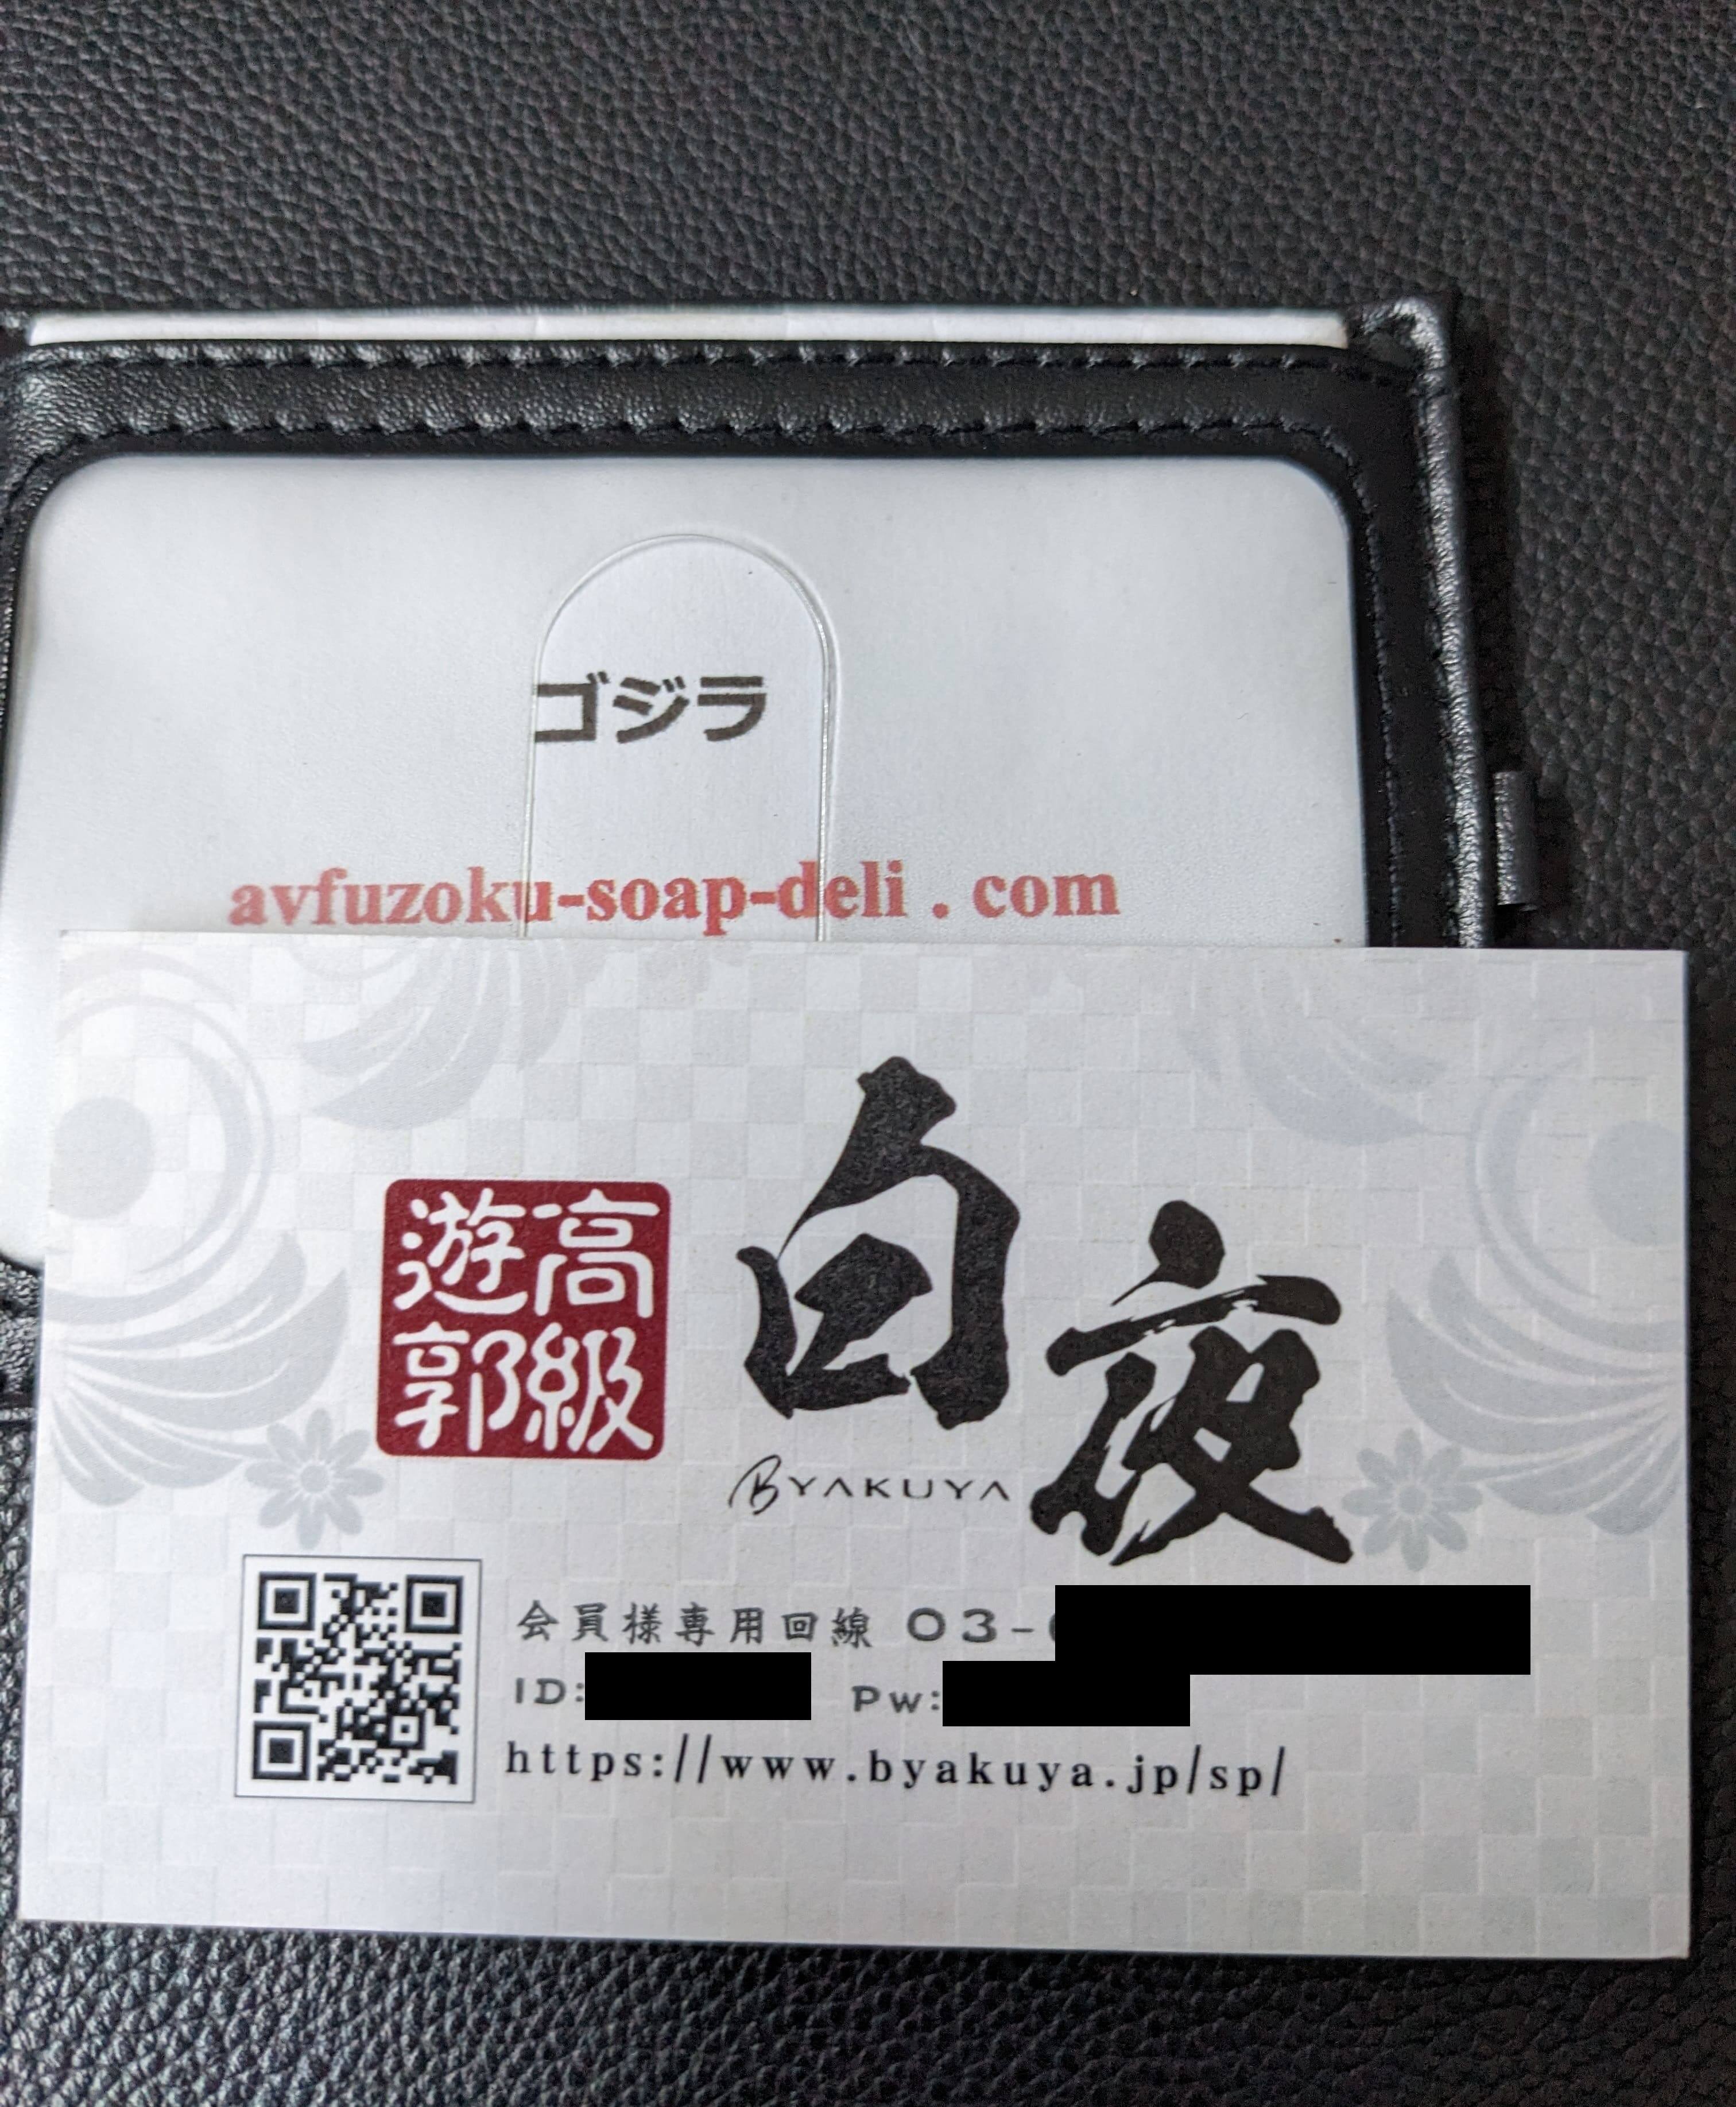 ゴジラ
avfuzoku-soap-deli . com
高級
遊郭
白夜
BYAKUYA
会員様専用回線 03-
ID: Pw:
https://www.byakuya.jp/sp/